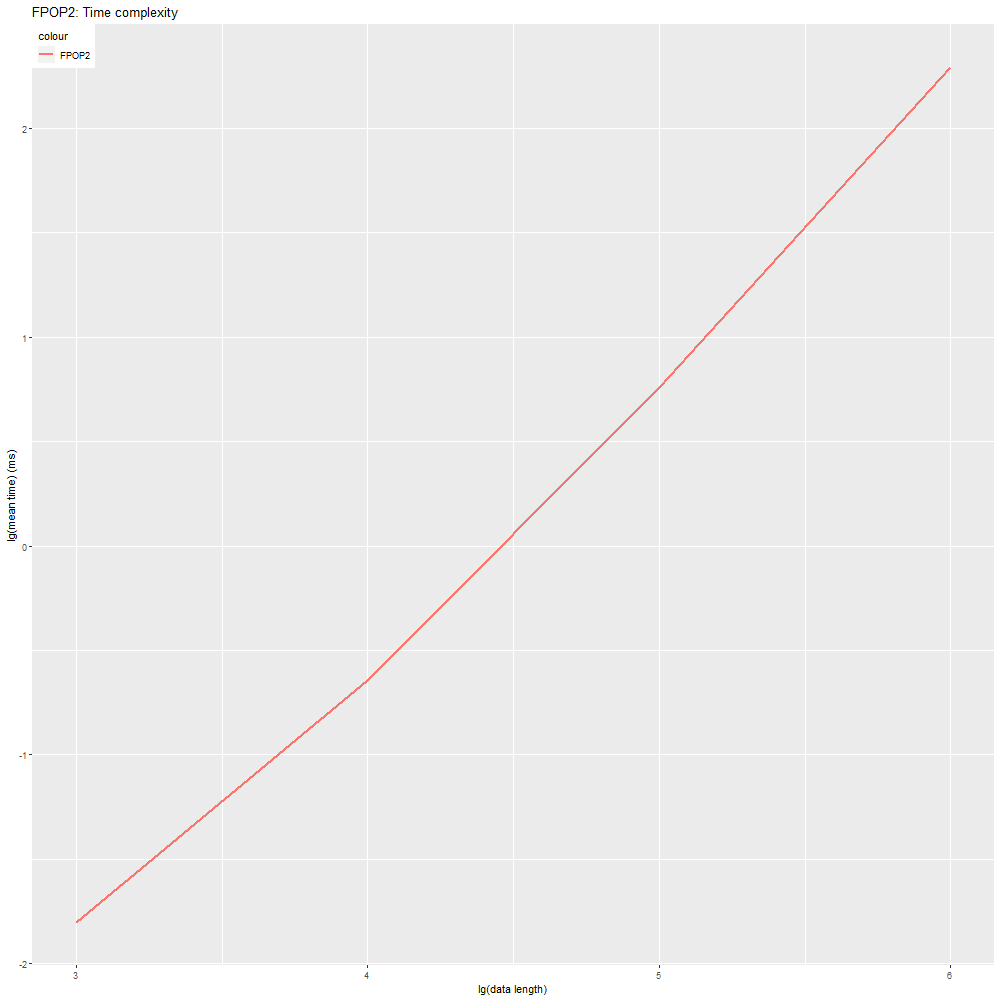 FPOP2: Time complexity
colour
FPOP2
2
1
0
-1
-2
lg(mean time) (ms)
3 4 5 6
lg(data length)